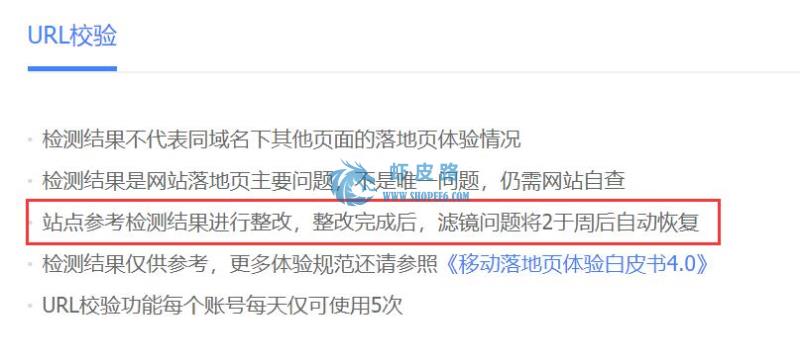 URL校验
检测结果不代表同域名下其他页面的落地页体验情况
检测结果是网站落地页主要问题，不是唯一问题，仍需网站自查
虾皮路
WWW.SHOPEE6.COM
站点参考检测结果进行整改，整改完成后，滤镜问题将2于周后自动恢复
检测结果仅供参考，更多体验规范还请参照《移动落地页体验白皮书4.0》
URL校验功能每个账号每天仅可使用5次